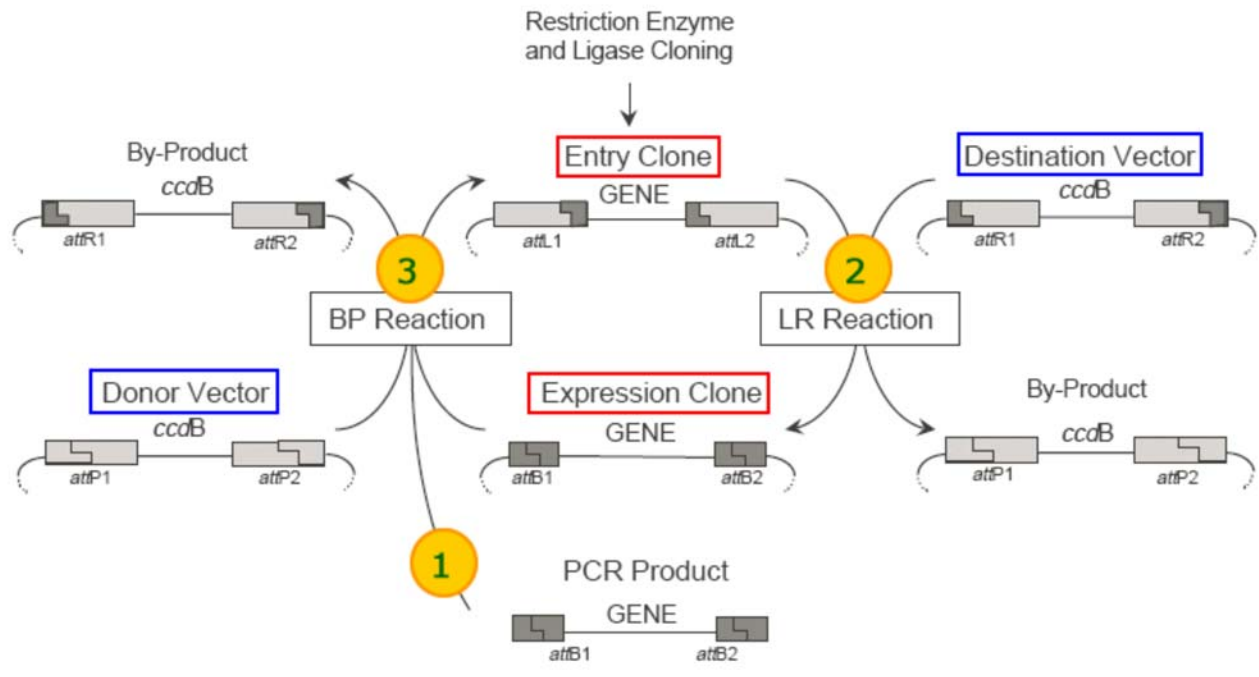 Restriction Enzyme
and Ligase Cloning
By-Product
ccdB
attR1
attR2
Entry Clone
GENE
attL1
attL2
Destination Vector
ccdB
attR1
attR2
3
BP Reaction
2
LR Reaction
Donor Vector
ccdB
attP1
attP2
Expression Clone
GENE
attB1
attB2
By-Product
ccdB
attP1
attP2
1
PCR Product
GENE
attB1
attB2